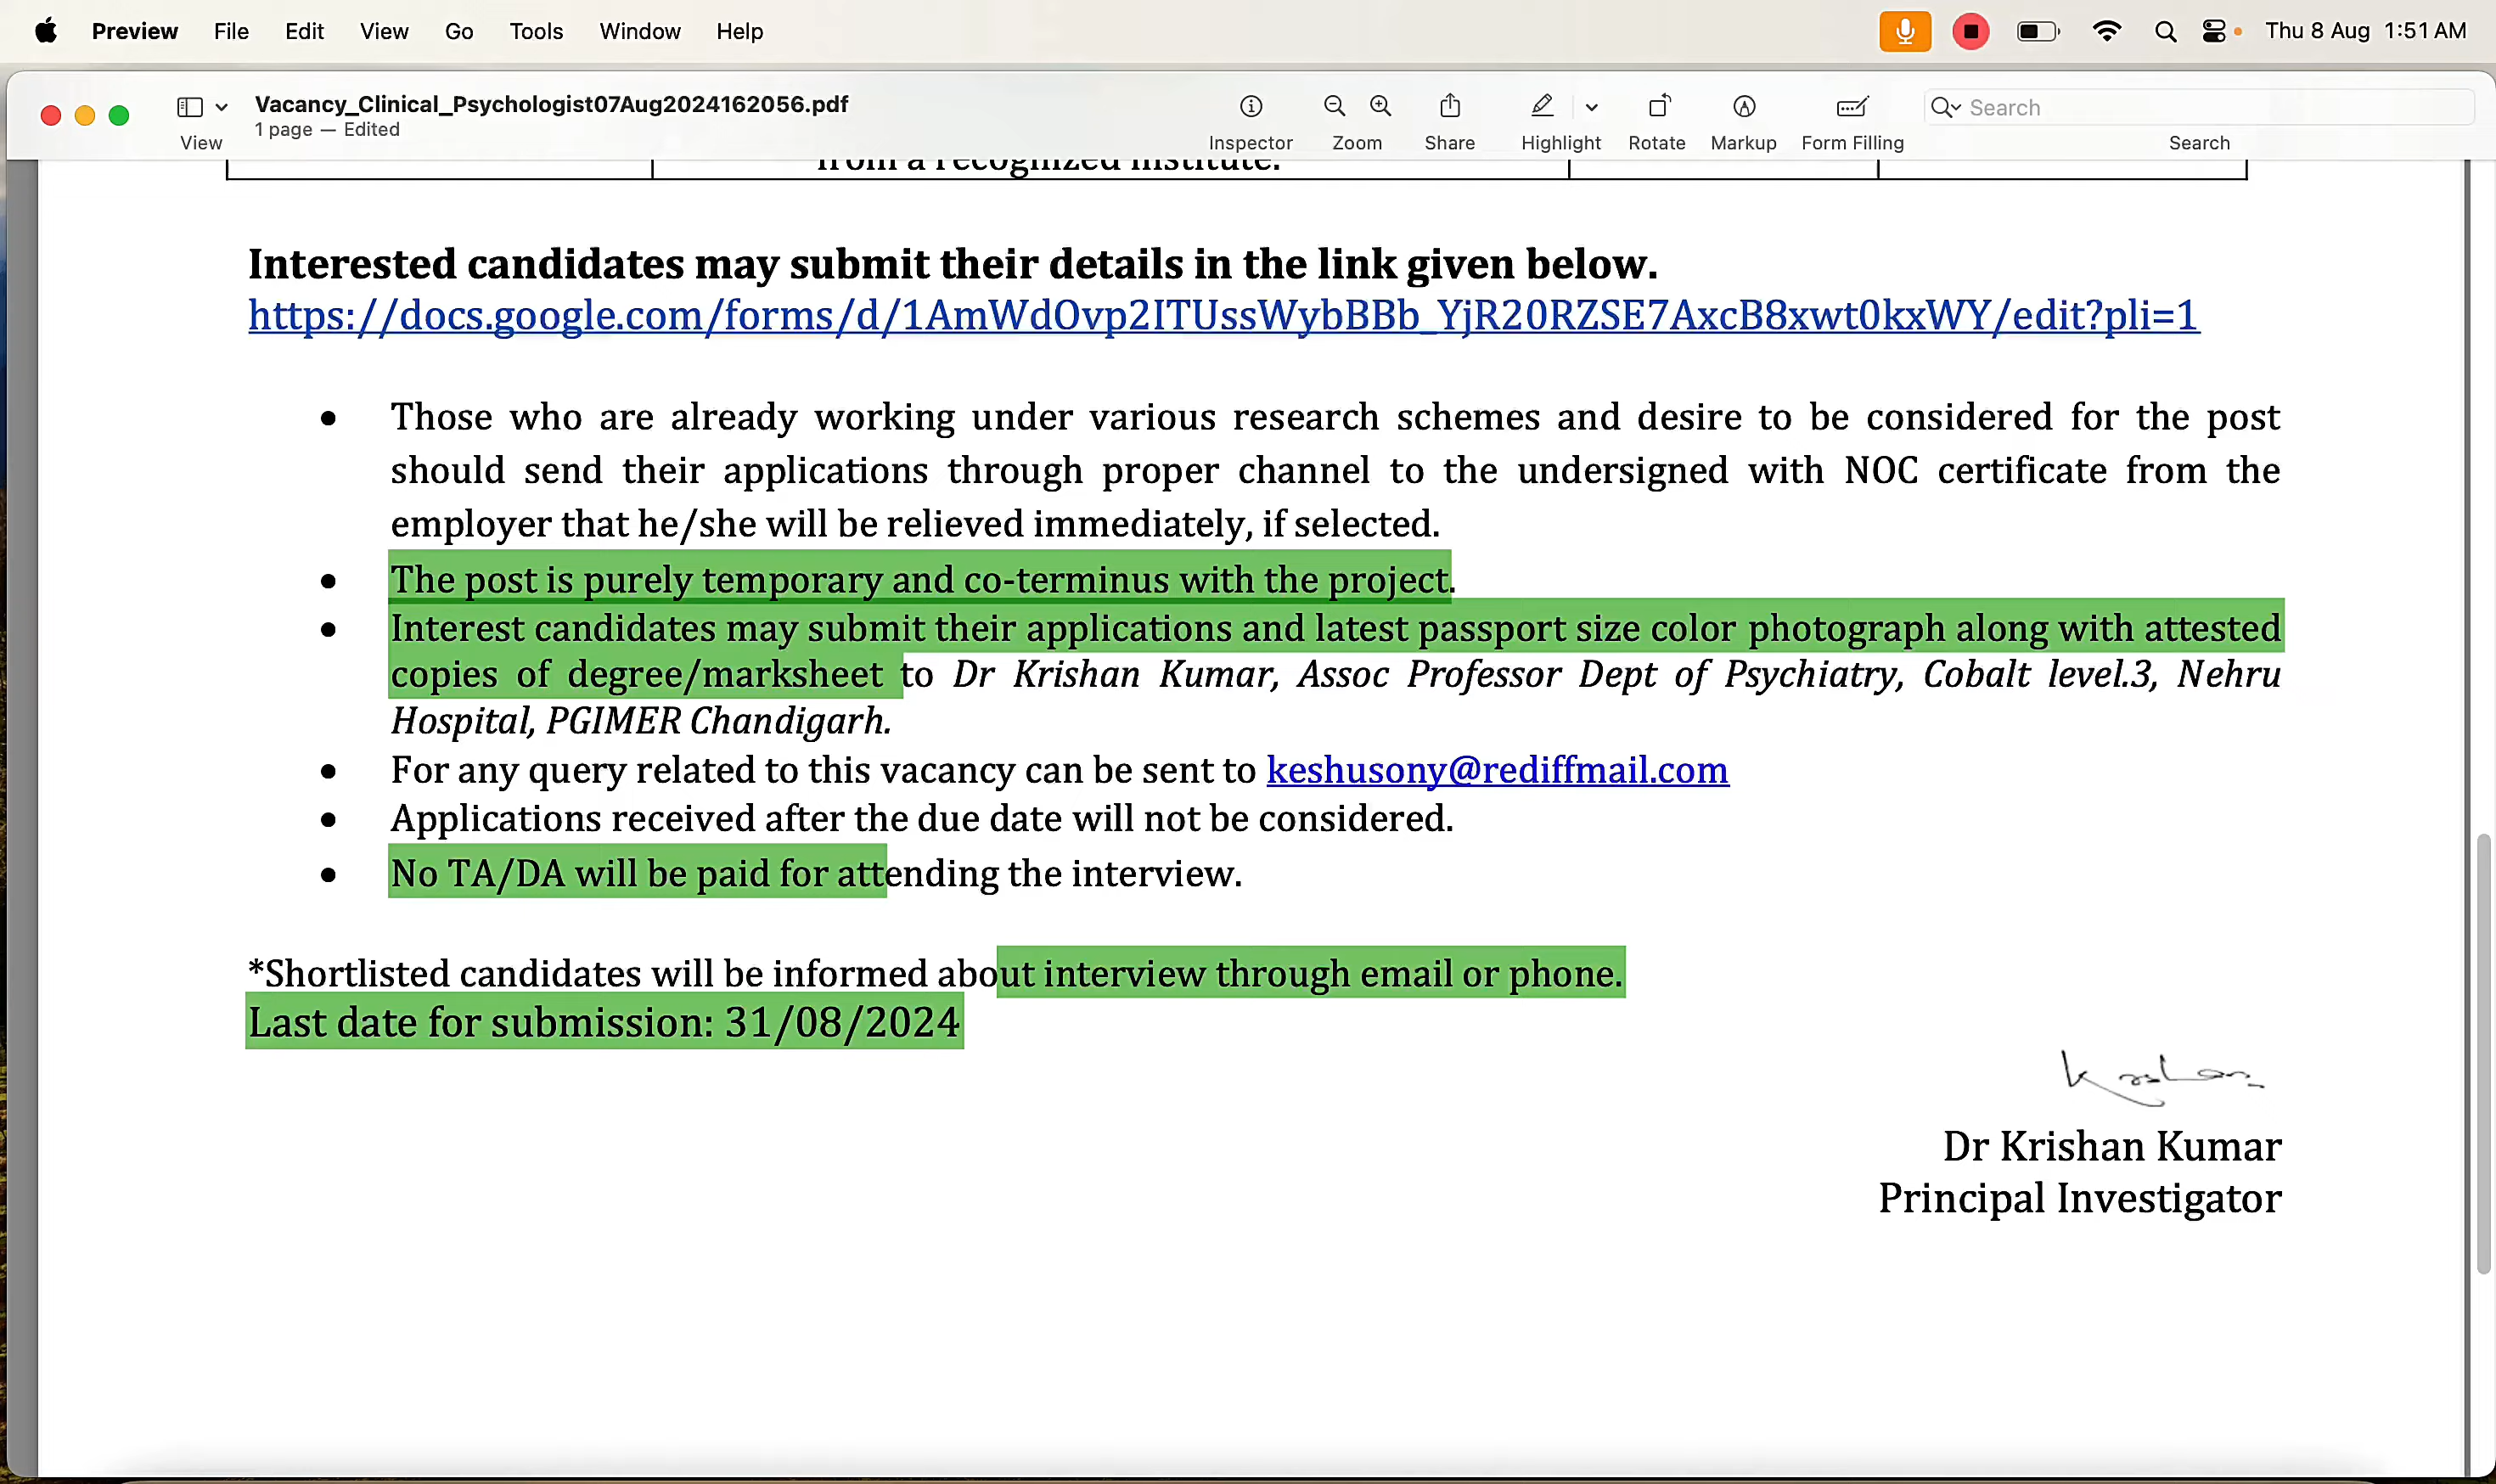 Preview File Edit View Go Tools Window Help Thu 8 Aug 1:51 AM
Vacancy_Clinical_Psychologist07Aug2024162056.pdf
1 page — Edited
View Inspector Zoom Share Highlight Rotate Markup Form Filling Search
Search
from a recognized institute.
Interested candidates may submit their details in the link given below.
https://docs.google.com/forms/d/1AmWdOvp2ITUssWybBBb_YjR20RZSE7AxcB8xwt0kxWY/edit?pli=1
• Those who are already working under various research schemes and desire to be considered for the post
should send their applications through proper channel to the undersigned with NOC certificate from the
employer that he/she will be relieved immediately, if selected.
• The post is purely temporary and co-terminus with the project.
• Interest candidates may submit their applications and latest passport size color photograph along with attested
copies of degree/marksheet to Dr Krishan Kumar, Assoc Professor Dept of Psychiatry, Cobalt level.3, Nehru
Hospital, PGIMER Chandigarh.
• For any query related to this vacancy can be sent to keshusony@rediffmail.com
• Applications received after the due date will not be considered.
• No TA/DA will be paid for attending the interview.
*Shortlisted candidates will be informed about interview through email or phone.
Last date for submission: 31/08/2024
Dr Krishan Kumar
Principal Investigator